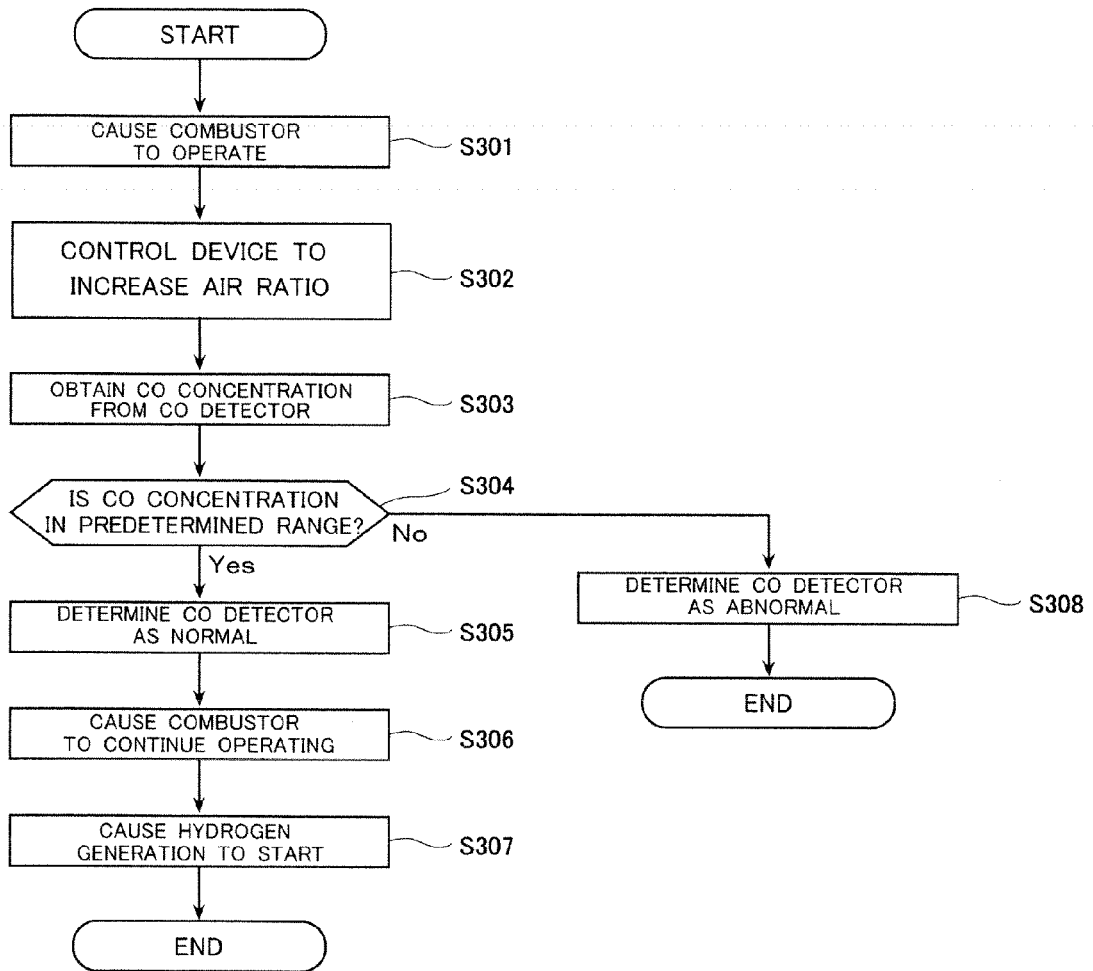 START
CAUSE COMBUSTOR
TO OPERATE
S301
CONTROL DEVICE TO
INCREASE AIR RATIO
S302
OBTAIN CO CONCENTRATION
FROM CO DETECTOR
S303
IS CO CONCENTRATION
IN PREDETERMINED RANGE?
S304
No
Yes
DETERMINE CO DETECTOR
AS NORMAL
S305
DETERMINE CO DETECTOR
AS ABNORMAL
S308
END
CAUSE COMBUSTOR
TO CONTINUE OPERATING
S306
CAUSE HYDROGEN
GENERATION TO START
S307
END